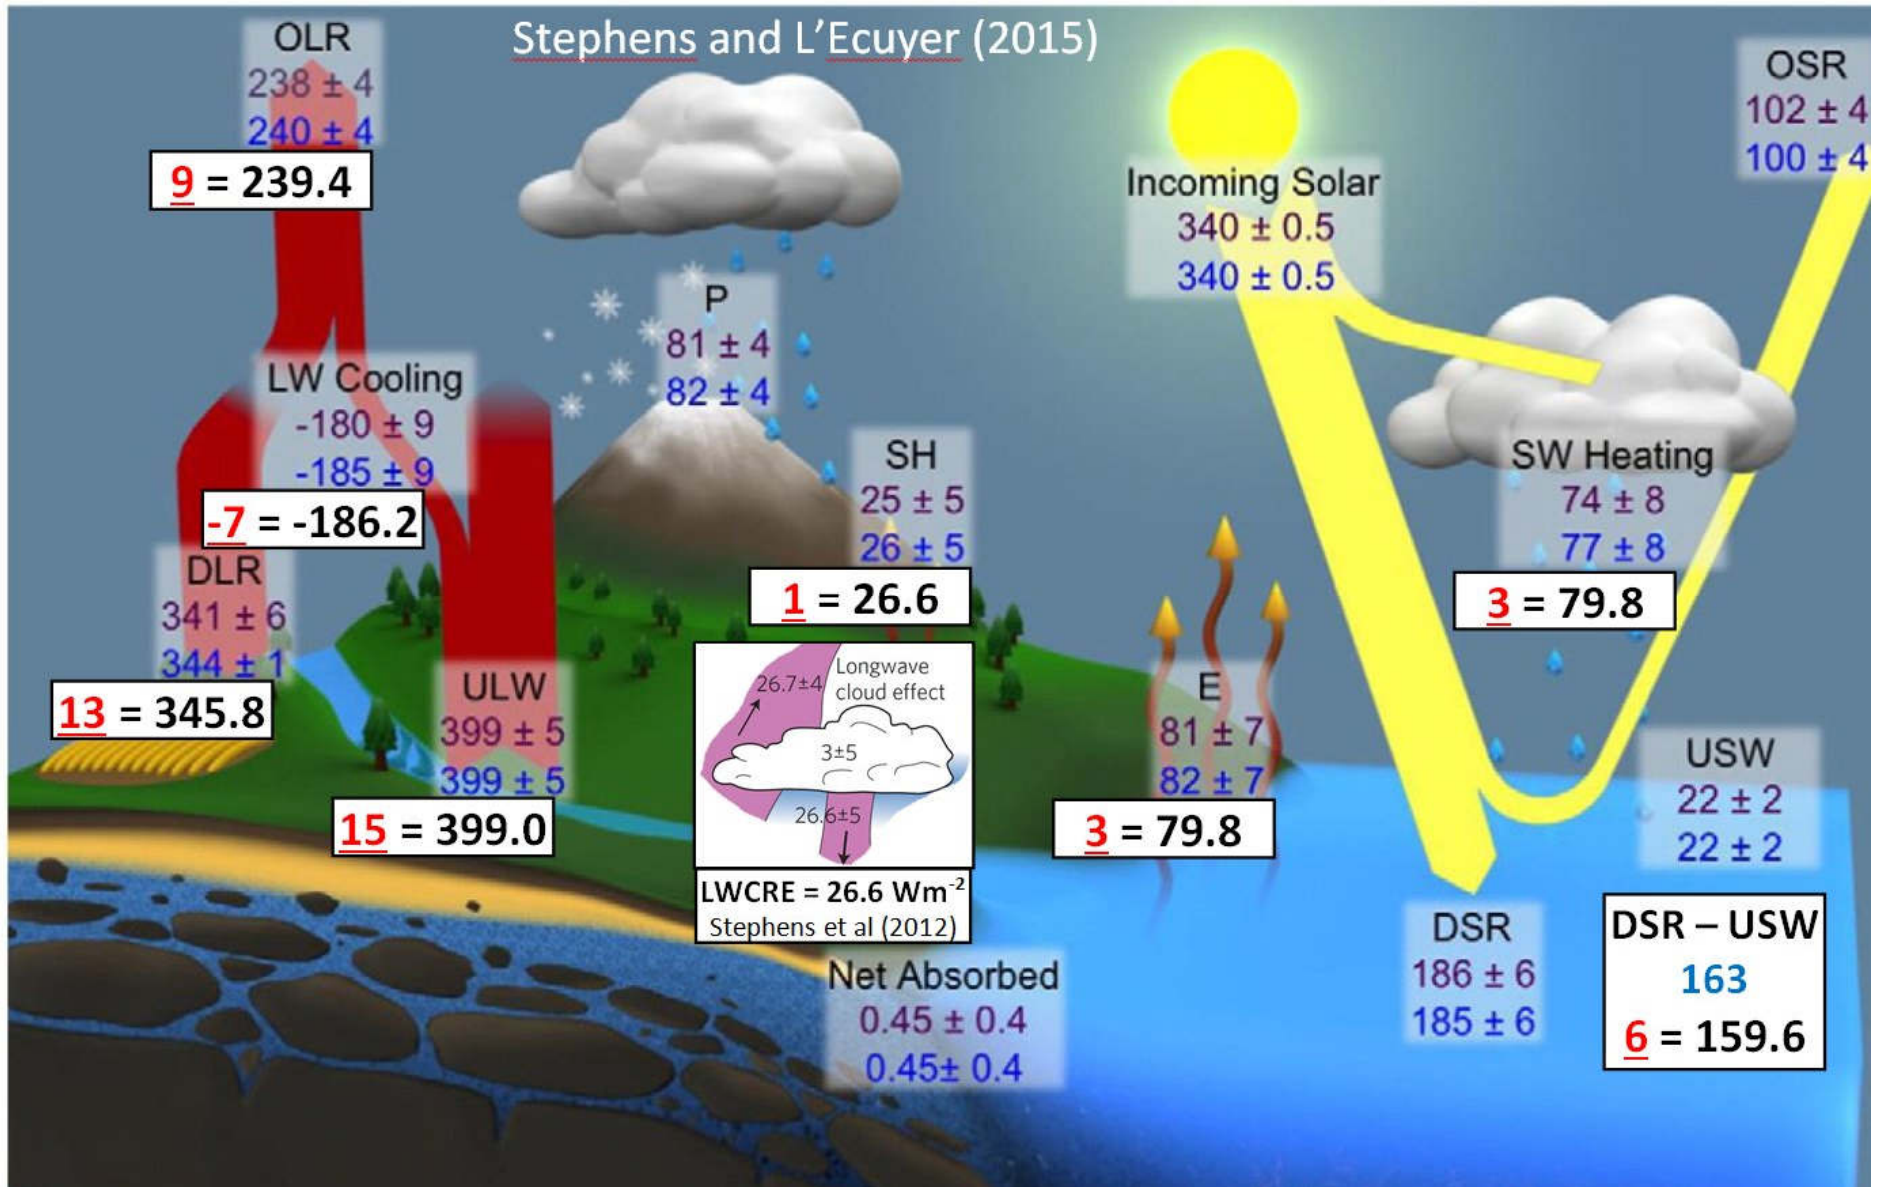 Stephens and L'Ecuyer (2015)
OLR
238 ± 4
240 ± 4
9 = 239.4
OSR
102 ± 4
100 ± 4
Incoming Solar
340 ± 0.5
340 ± 0.5
P
81 ± 4
82 ± 4
LW Cooling
-180 ± 9
-185 ± 9
-7 = -186.2
SH
25 ± 5
26 ± 5
1 = 26.6
SW Heating
74 ± 8
77 ± 8
3 = 79.8
DLR
341 ± 6
344 ± 1
13 = 345.8
ULW
399 ± 5
399 ± 5
15 = 399.0
Longwave
cloud effect
26.7±4
3±5
26.6±5
LWCRE = 26.6 Wm-2
Stephens et al (2012)
E
81 ± 7
82 ± 7
3 = 79.8
USW
22 ± 2
22 ± 2
DSR
186 ± 6
185 ± 6
DSR – USW
163
6 = 159.6
Net Absorbed
0.45 ± 0.4
0.45± 0.4